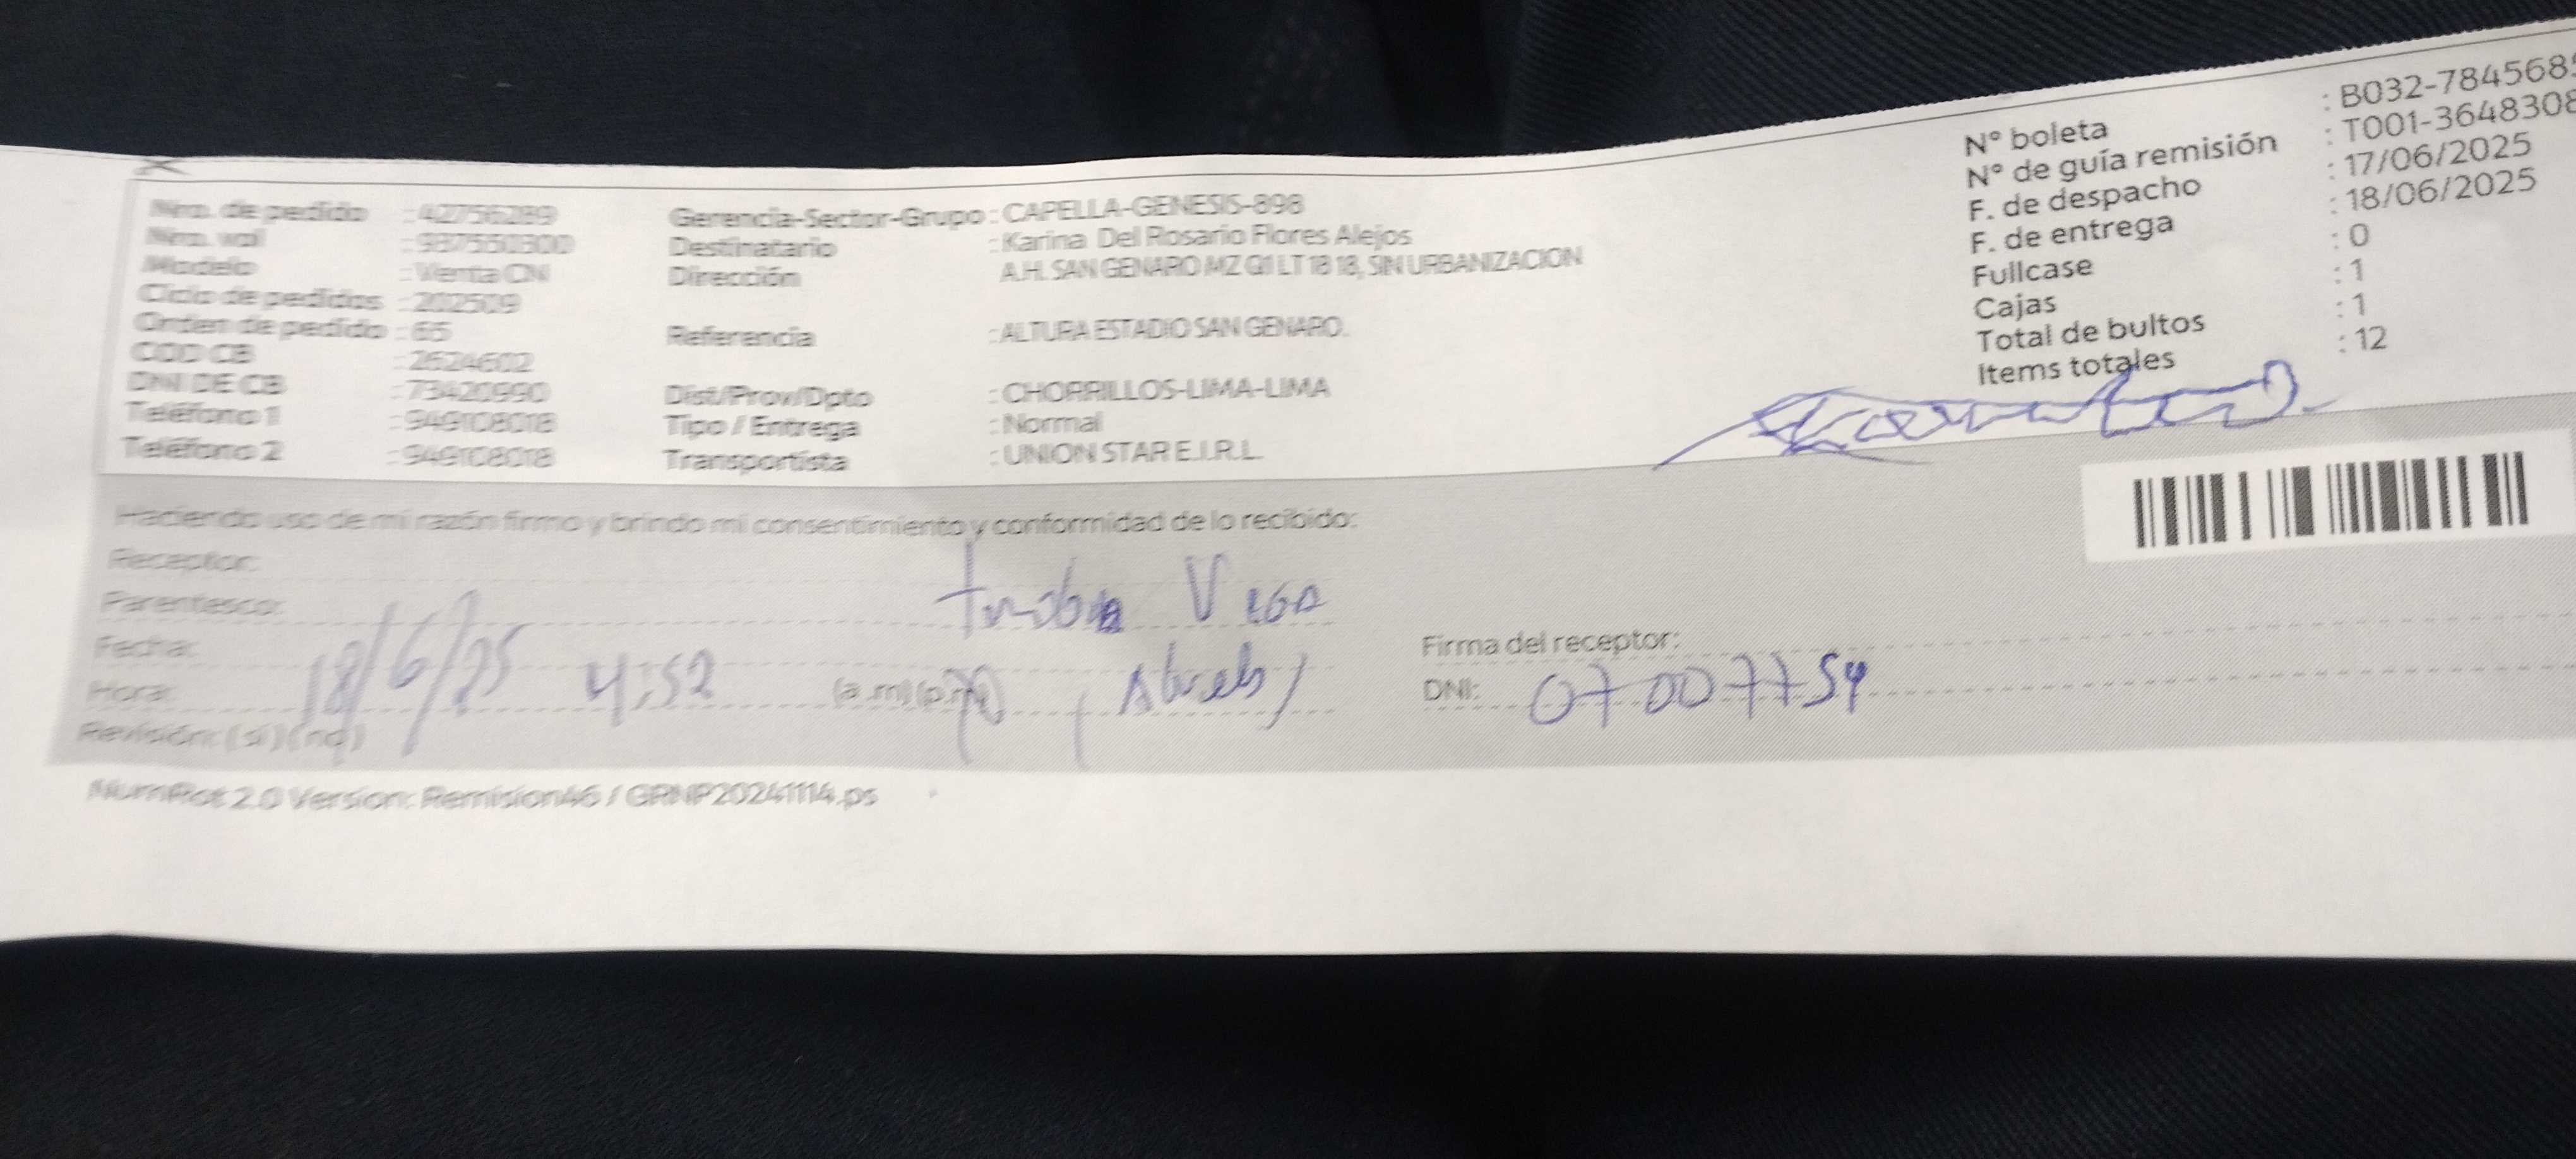 Nro. de pedido : 42756289
Nro. val : 9375550300
Modelo : Venta CN
Ciclo de pedidos : 202509
Orden de pedido : 65
COD CB : 2624602
DNI DE CB : 73420990
Teléfono 1 : 949108018
Teléfono 2 : 949108018
Gerencia-Sector-Grupo : CAPELLA-GENESIS-898
Destinatario : Karina Del Rosario Flores Alejos
Dirección A.H. SAN GENARO MZ G1 LT 18 18, SIN URBANIZACION
Referencia : ALTURA ESTADIO SAN GENARO.
Dist/Prov/Dpto : CHORRILLOS-LIMA-LIMA
Tipo / Entrega : Normal
Transportista : UNION STAR E.I.R.L.
N° boleta : B032-784568
N° de guía remisión : T001-3648308
F. de despacho : 17/06/2025
F. de entrega : 18/06/2025
Fullcase : 0
Cajas : 1
Total de bultos : 1
Items totales : 12
Haciendo uso de mi razón firmo y brindo mi consentimiento y conformidad de lo recibido:
Receptor:
Parentesco:
Fecha: 18/6/25
Hora: 4:52 (a.m) (p.m)
Revisión: ( si ) ( no )
Firma del receptor:
DNI: 07007754
NumRot 2.0 Version: Remision46 / GRNP20241114.ps